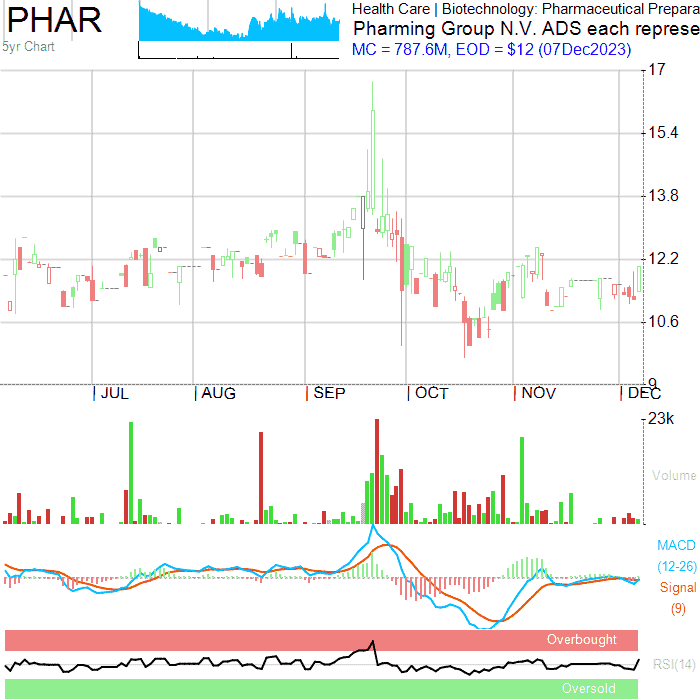 PHAR
5yr Chart
Health Care | Biotechnology: Pharmaceutical Prepara
Pharming Group N.V. ADS each represe
MC = 787.6M, EOD = $12 (07Dec2023)
17
15.4
13.8
12.2
10.6
9
JUL AUG SEP OCT NOV DEC
23k
Volume
MACD
(12-26)
Signal
(9)
Overbought
RSI(14)
Oversold